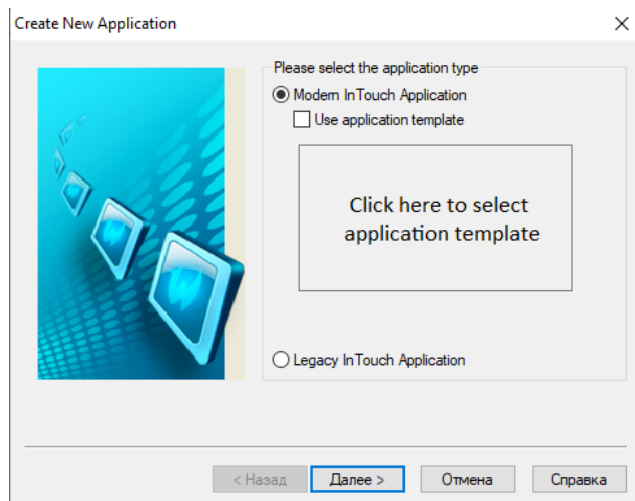 Create New Application
Please select the application type
Modern InTouch Application
Use application template
Click here to select
application template
Legacy InTouch Application
< Назад
Далее >
Отмена
Справка